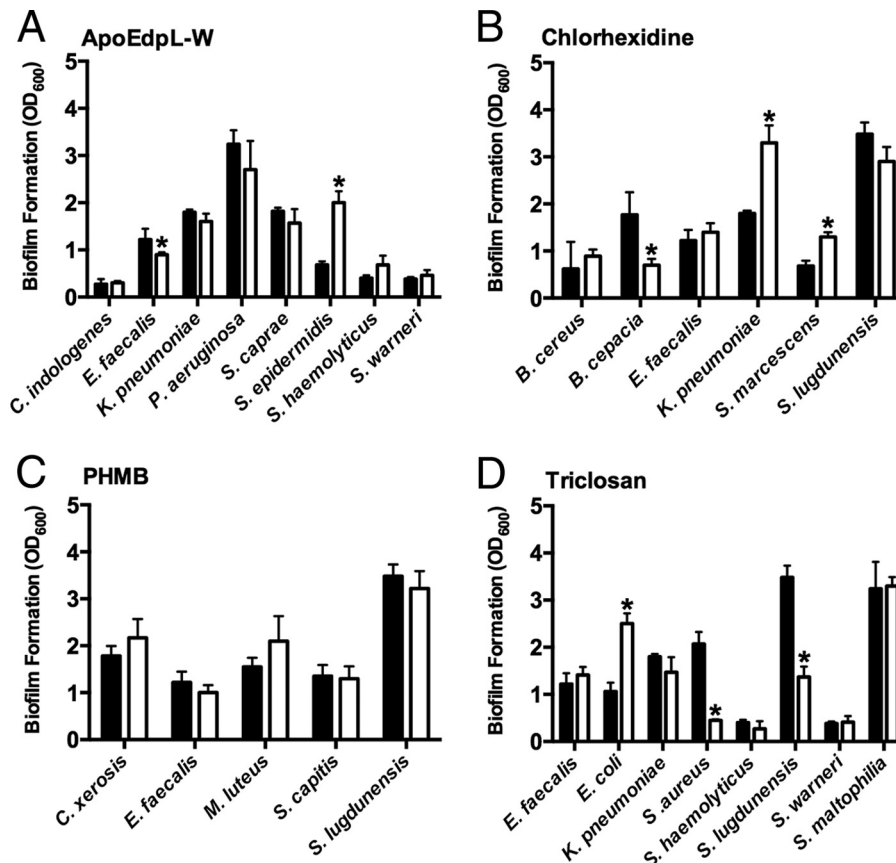 A
ApoEdpL-W
Biofilm Formation (OD600)
5
4
3
2
1
0
*
*
C. indologenes
E. faecalis
K. pneumoniae
P. aeruginosa
S. caprae
S. epidermidis
S. haemolyticus
S. warneri
B
Chlorhexidine
Biofilm Formation (OD600)
5
4
3
2
1
0
*
*
*
B. cereus
B. cepacia
E. faecalis
K. pneumoniae
S. marcescens
S. lugdunensis
C
PHMB
Biofilm Formation (OD600)
5
4
3
2
1
0
C. xerosis
E. faecalis
M. luteus
S. capitis
S. lugdunensis
D
Triclosan
Biofilm Formation (OD600)
5
4
3
2
1
0
*
*
*
E. faecalis
E. coli
K. pneumoniae
S .aureus
S. haemolyticus
S. lugdunensis
S. warneri
S. maltophilia